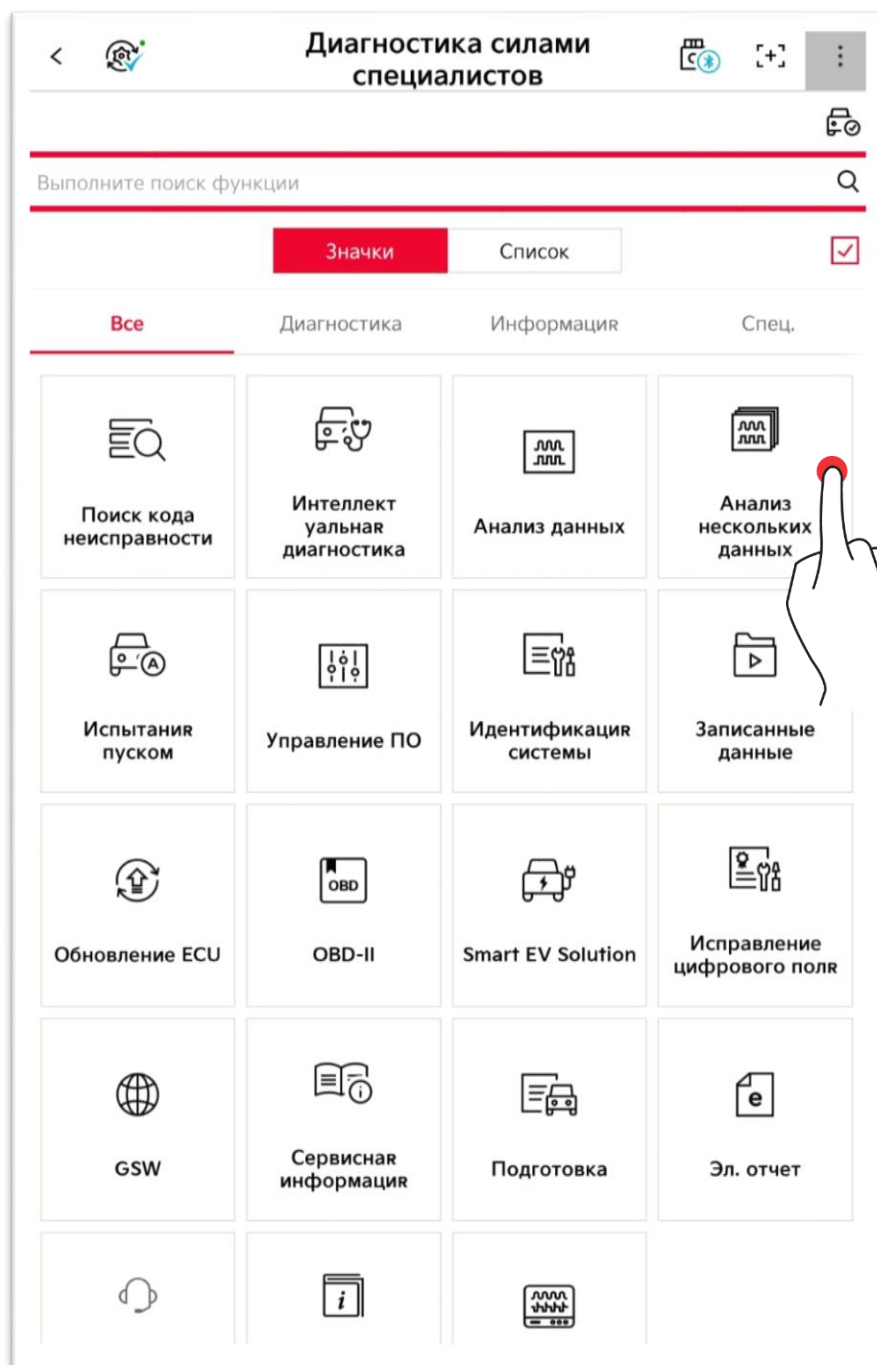 Диагностика силами
специалистов
Выполните поиск функции
Значки
Список
Все
Диагностика
Информация
Спец.
Поиск кода
неисправности
Интеллект
уальная
диагностика
Анализ данных
Анализ
нескольких
данных
A
Испытания
пуском
Управление ПО
Идентификация
системы
Записанные
данные
Обновление ECU
OBD
OBD-II
Smart EV Solution
Исправление
цифрового поля
GSW
i
Сервисная
информация
Подготовка
e
Эл. отчет
i